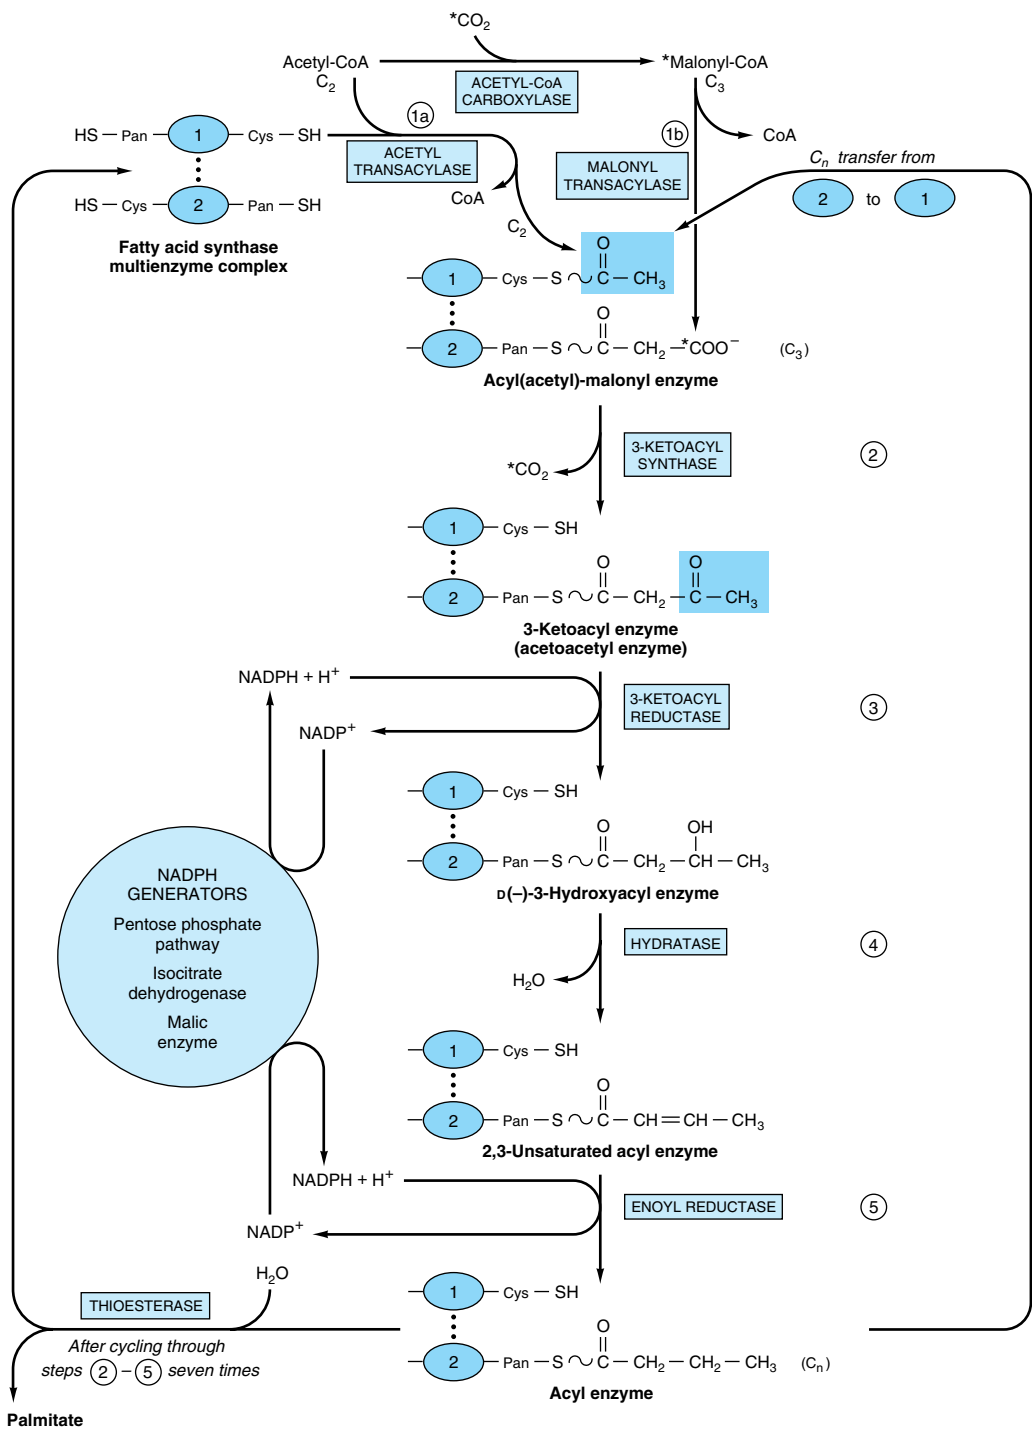 *CO₂
Acetyl-CoA
C₂
ACETYL-CoA
CARBOXYLASE
*Malonyl-CoA
C₃
1a
HS — Pan — 1 — Cys — SH
ACETYL
TRANSACYLASE
CoA
1b
MALONYL
TRANSACYLASE
CoA
Cₙ transfer from
2 to 1
HS — Cys — 2 — Pan — SH
Fatty acid synthase
multienzyme complex
C₂
O
1 — Cys — S ~ C — CH₃
O
2 — Pan — S ~ C — CH₂ — *COO⁻ (C₃)
Acyl(acetyl)-malonyl enzyme
3-KETOACYL
SYNTHASE
2
*CO₂
1 — Cys — SH
O O
2 — Pan — S ~ C — CH₂ — C — CH₃
3-Ketoacyl enzyme
(acetoacetyl enzyme)
NADPH + H⁺
3-KETOACYL
REDUCTASE
3
NADP⁺
1 — Cys — SH
O OH
2 — Pan — S ~ C — CH₂ — CH — CH₃
D(–)-3-Hydroxyacyl enzyme
NADPH
GENERATORS
Pentose phosphate
pathway
Isocitrate
dehydrogenase
Malic
enzyme
HYDRATASE
4
H₂O
1 — Cys — SH
O
2 — Pan — S ~ C — CH = CH — CH₃
2,3-Unsaturated acyl enzyme
NADPH + H⁺
ENOYL REDUCTASE
5
NADP⁺
H₂O
THIOESTERASE
After cycling through
steps 2 – 5 seven times
1 — Cys — SH
O
2 — Pan — S ~ C — CH₂ — CH₂ — CH₃ (Cₙ)
Acyl enzyme
Palmitate